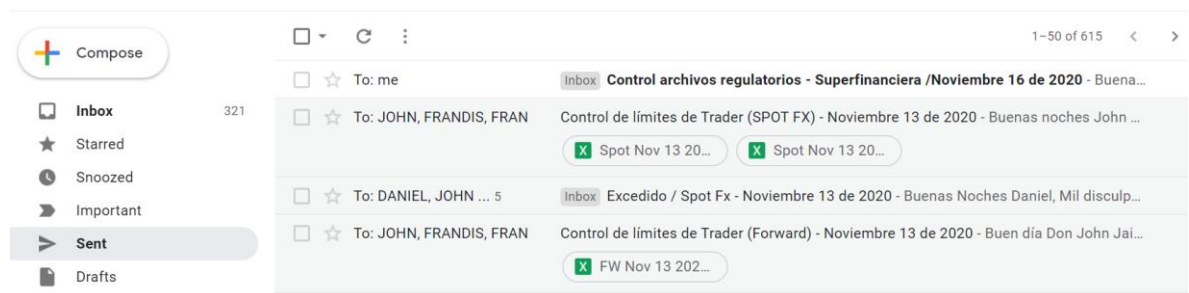 Compose
1–50 of 615
Inbox 321
Starred
Snoozed
Important
Sent
Drafts
To: me Inbox Control archivos regulatorios - Superfinanciera /Noviembre 16 de 2020 - Buena...
To: JOHN, FRANDIS, FRAN Control de límites de Trader (SPOT FX) - Noviembre 13 de 2020 - Buenas noches John ...
X Spot Nov 13 20... X Spot Nov 13 20...
To: DANIEL, JOHN ... 5 Inbox Excedido / Spot Fx - Noviembre 13 de 2020 - Buenas Noches Daniel, Mil disculp...
To: JOHN, FRANDIS, FRAN Control de límites de Trader (Forward) - Noviembre 13 de 2020 - Buen día Don John Jai...
X FW Nov 13 202...